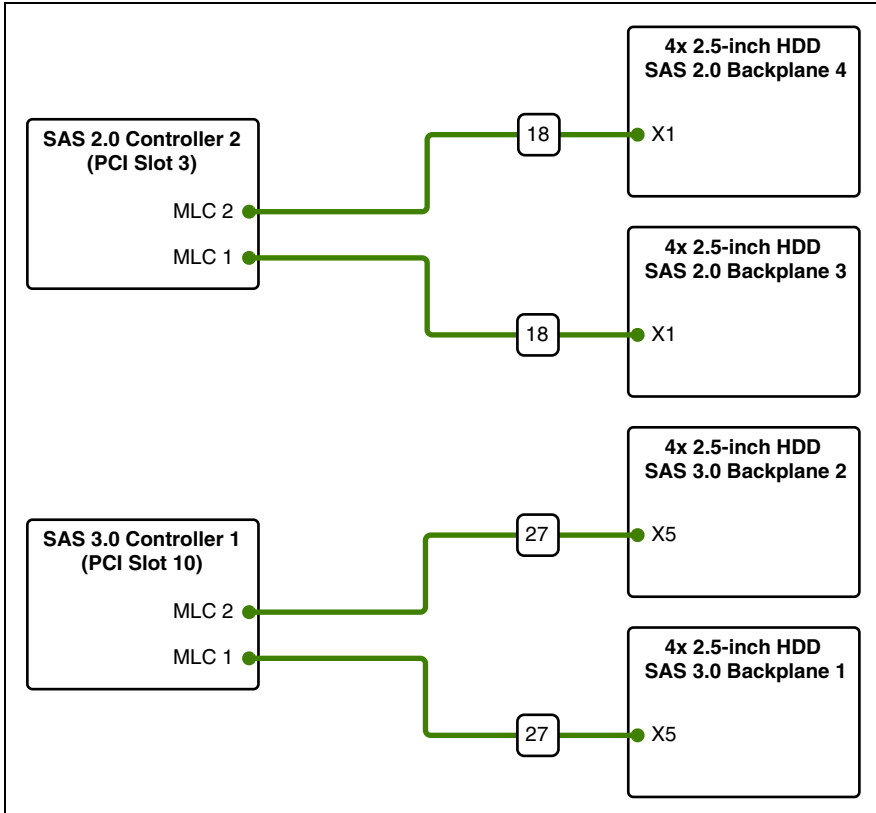 4x 2.5-inch HDD
SAS 2.0 Backplane 4
X1
18
SAS 2.0 Controller 2
(PCI Slot 3)
MLC 2
MLC 1
4x 2.5-inch HDD
SAS 2.0 Backplane 3
X1
18
4x 2.5-inch HDD
SAS 3.0 Backplane 2
X5
27
SAS 3.0 Controller 1
(PCI Slot 10)
MLC 2
MLC 1
4x 2.5-inch HDD
SAS 3.0 Backplane 1
X5
27